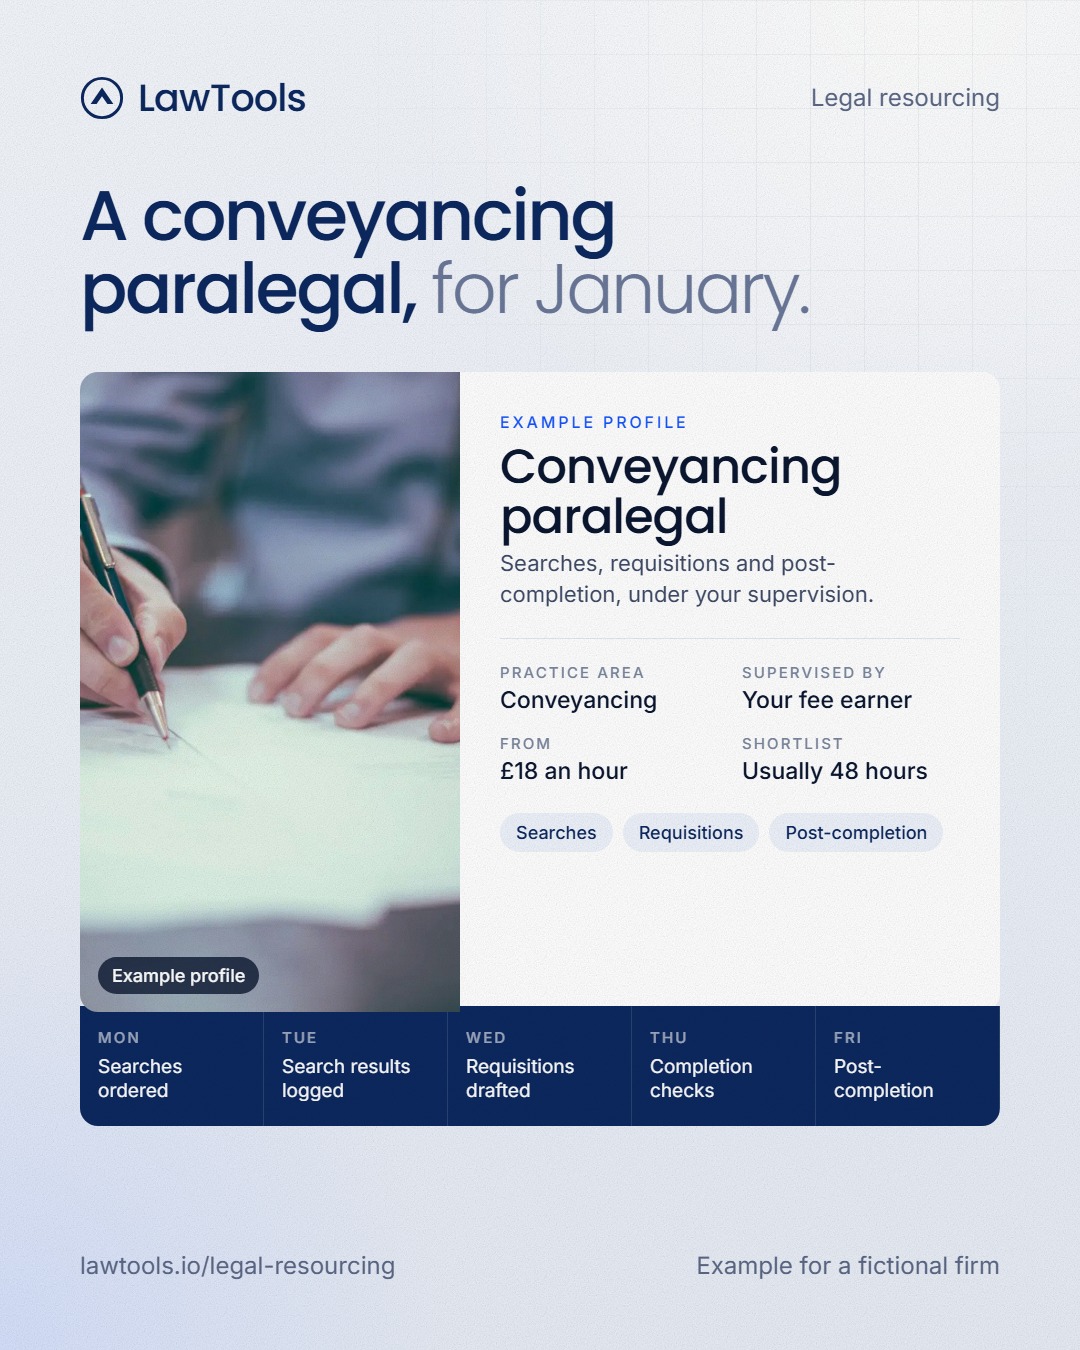 LawTools
Legal resourcing
A conveyancing
paralegal, for January.
EXAMPLE PROFILE
Conveyancing
paralegal
Searches, requisitions and post-
completion, under your supervision.
PRACTICE AREA
Conveyancing
SUPERVISED BY
Your fee earner
FROM
£18 an hour
SHORTLIST
Usually 48 hours
Searches
Requisitions
Post-completion
Example profile
MON
Searches
ordered
TUE
Search results
logged
WED
Requisitions
drafted
THU
Completion
checks
FRI
Post-
completion
lawtools.io/legal-resourcing
Example for a fictional firm